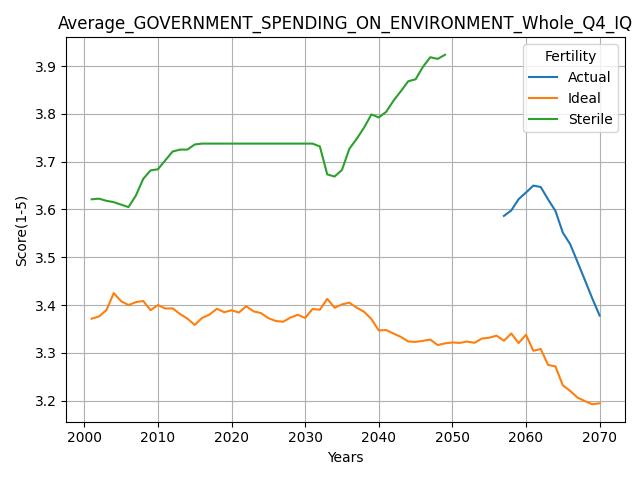 Average_GOVERNMENT_SPENDING_ON_ENVIRONMENT_Whole_Q4_IQ
Fertility
Actual
Ideal
Sterile
Score(1-5)
3.9
3.8
3.7
3.6
3.5
3.4
3.3
3.2
2000 2010 2020 2030 2040 2050 2060 2070
Years